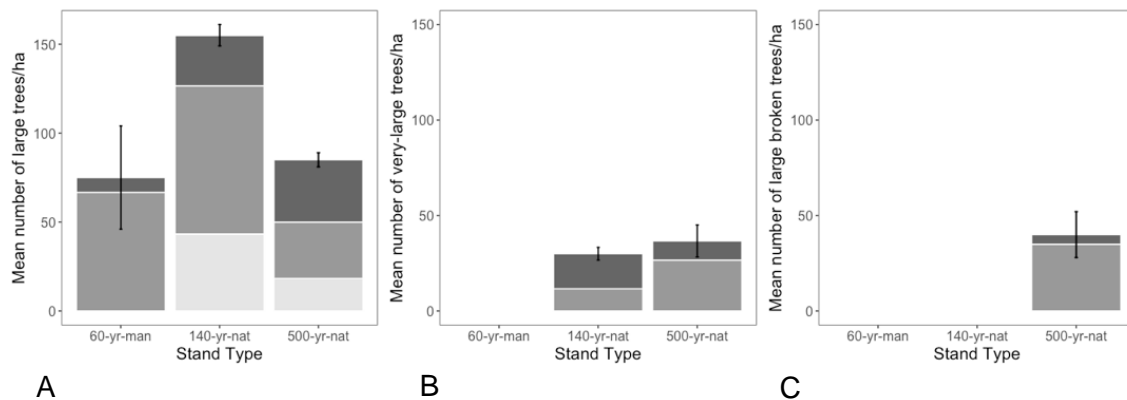 Mean number of large trees/ha
150
100
50
0
60-yr-man 140-yr-nat 500-yr-nat
Stand Type
A
Mean number of very-large trees/ha
150
100
50
0
60-yr-man 140-yr-nat 500-yr-nat
Stand Type
B
Mean number of large broken trees/ha
150
100
50
0
60-yr-man 140-yr-nat 500-yr-nat
Stand Type
C